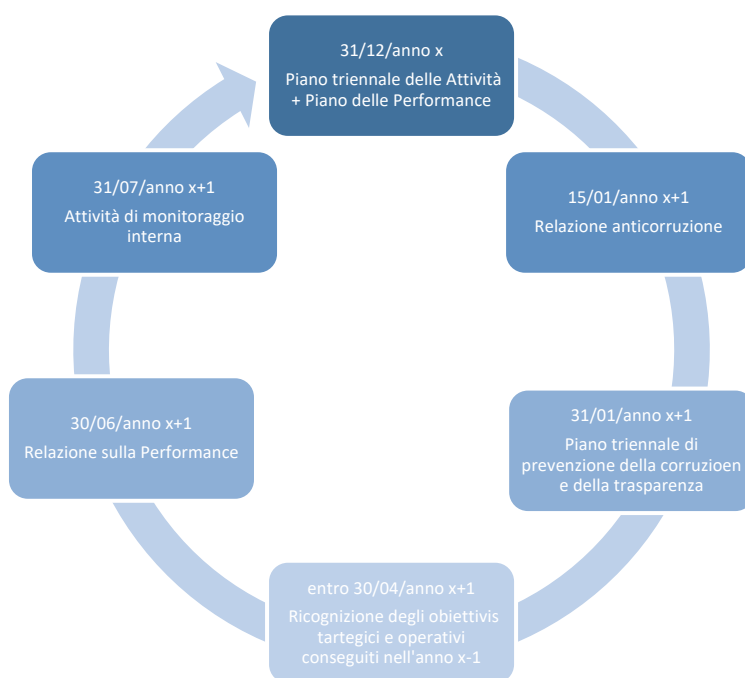 31/12/anno x
Piano triennale delle Attività
+ Piano delle Performance
15/01/anno x+1
Relazione anticorruzione
31/01/anno x+1
Piano triennale di
prevenzione della corruzioen
e della trasparenza
entro 30/04/anno x+1
Ricognizione degli obiettivis
tartegici e operativi
conseguiti nell'anno x-1
30/06/anno x+1
Relazione sulla Performance
31/07/anno x+1
Attività di monitoraggio
interna